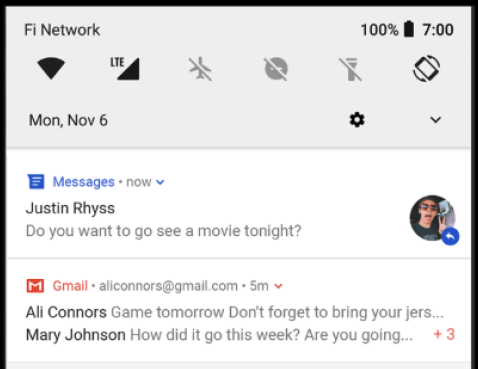 Fi Network 100% 7:00
LTE
Mon, Nov 6
Messages • now
Justin Rhyss
Do you want to go see a movie tonight?
Gmail • aliconnors@gmail.com • 5m
Ali Connors Game tomorrow Don't forget to bring your jers...
Mary Johnson How did it go this week? Are you going... + 3